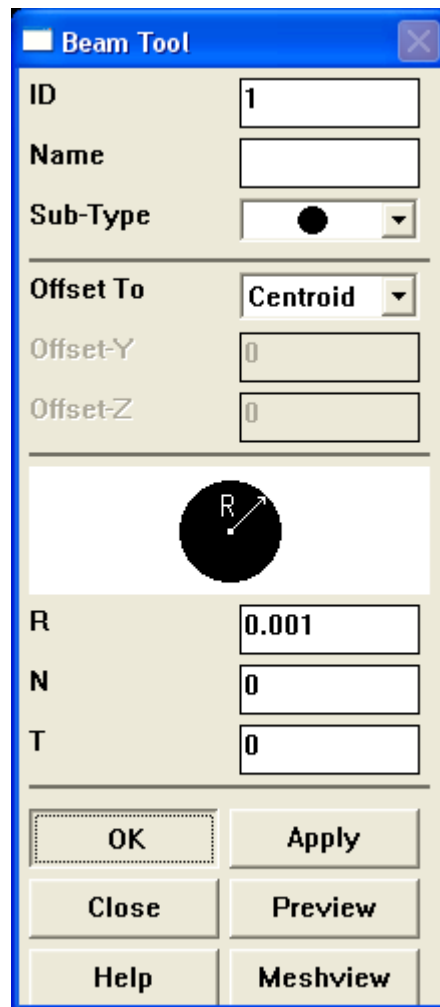 Beam Tool
ID 1
Name
Sub-Type
Offset To Centroid
Offset-Y 0
Offset-Z 0
R
R 0.001
N 0
T 0
OK Apply
Close Preview
Help Meshview